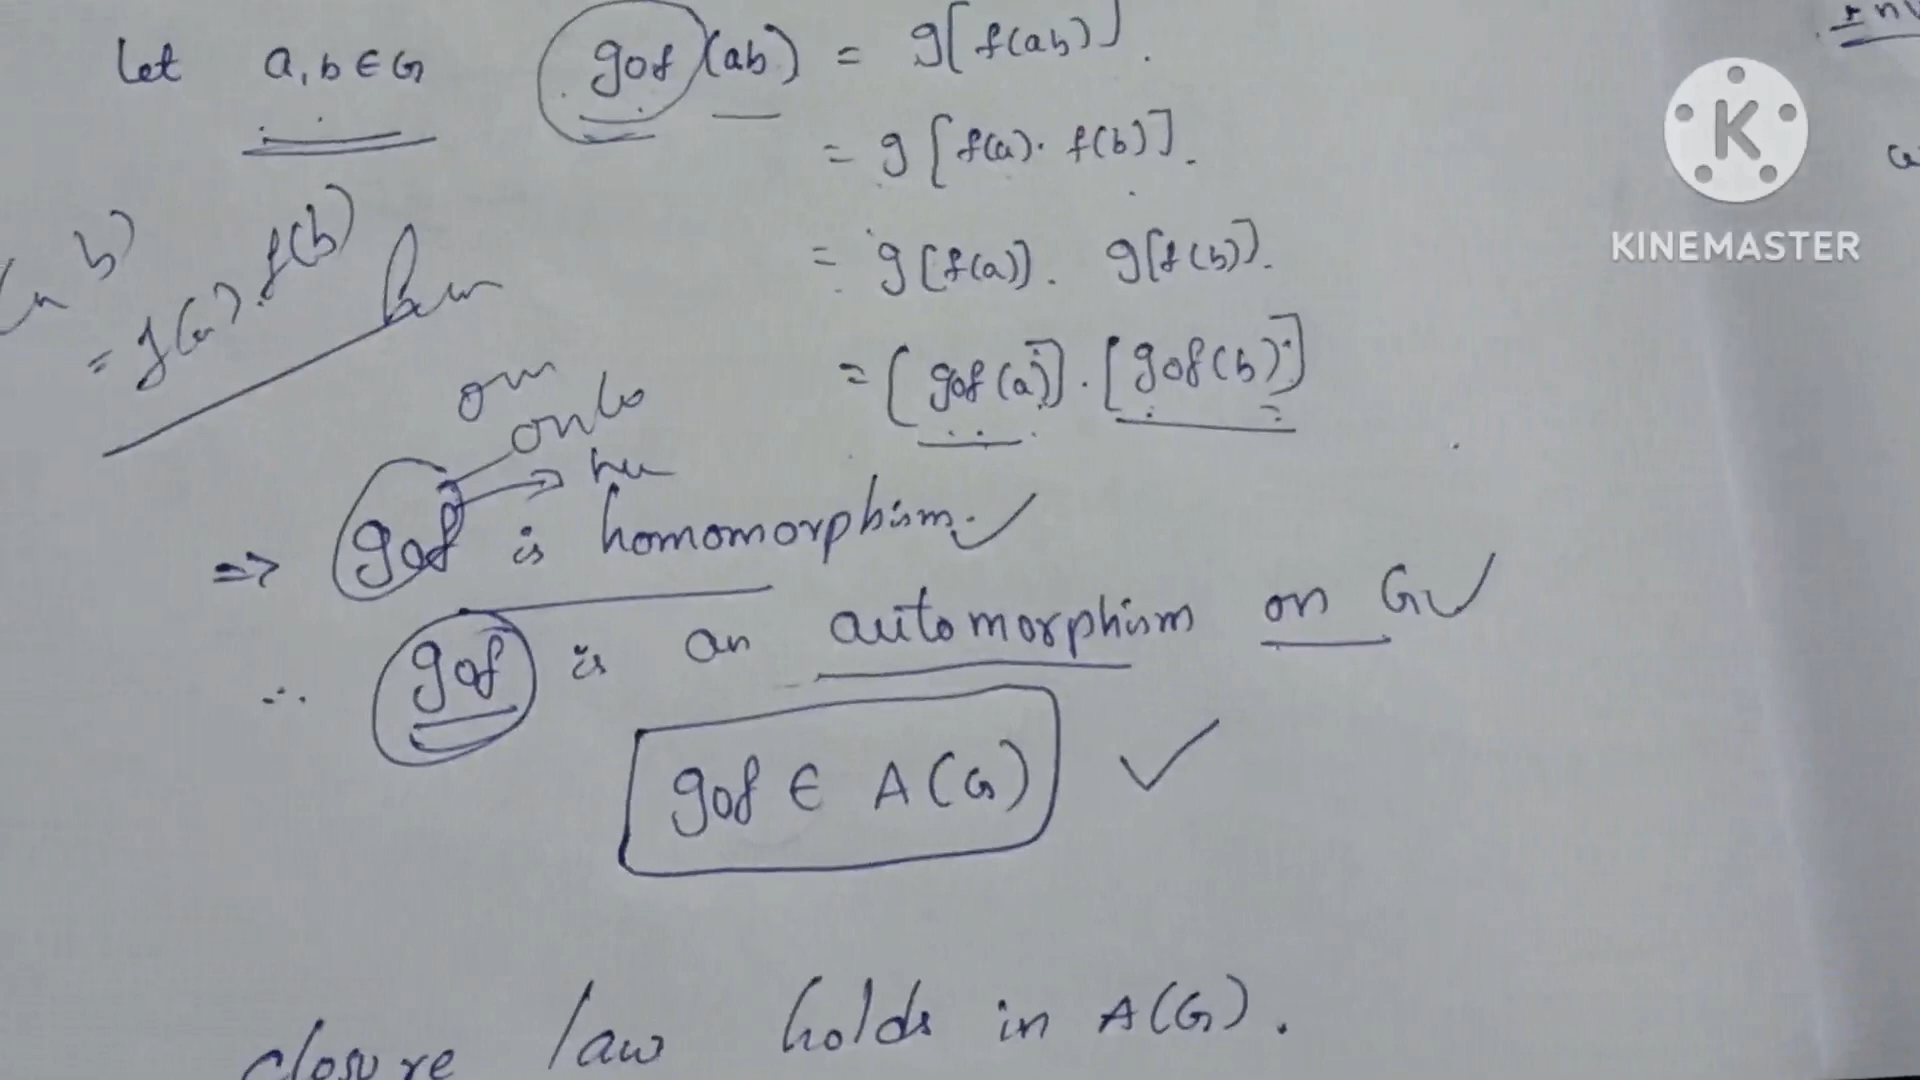 Let a,b∈G gof(ab) = g[f(ab)].
= g[f(a). f(b)].
= g[f(a)]. g[f(b)].
= [gof(a)].[gof(b)]
b)
= f(a).f(b)
onto
⇒ gof is homomorphism.
∴ gof is an automorphism on G
gof ∈ A(G)
closure law holds in A(G).
K
KINEMASTER